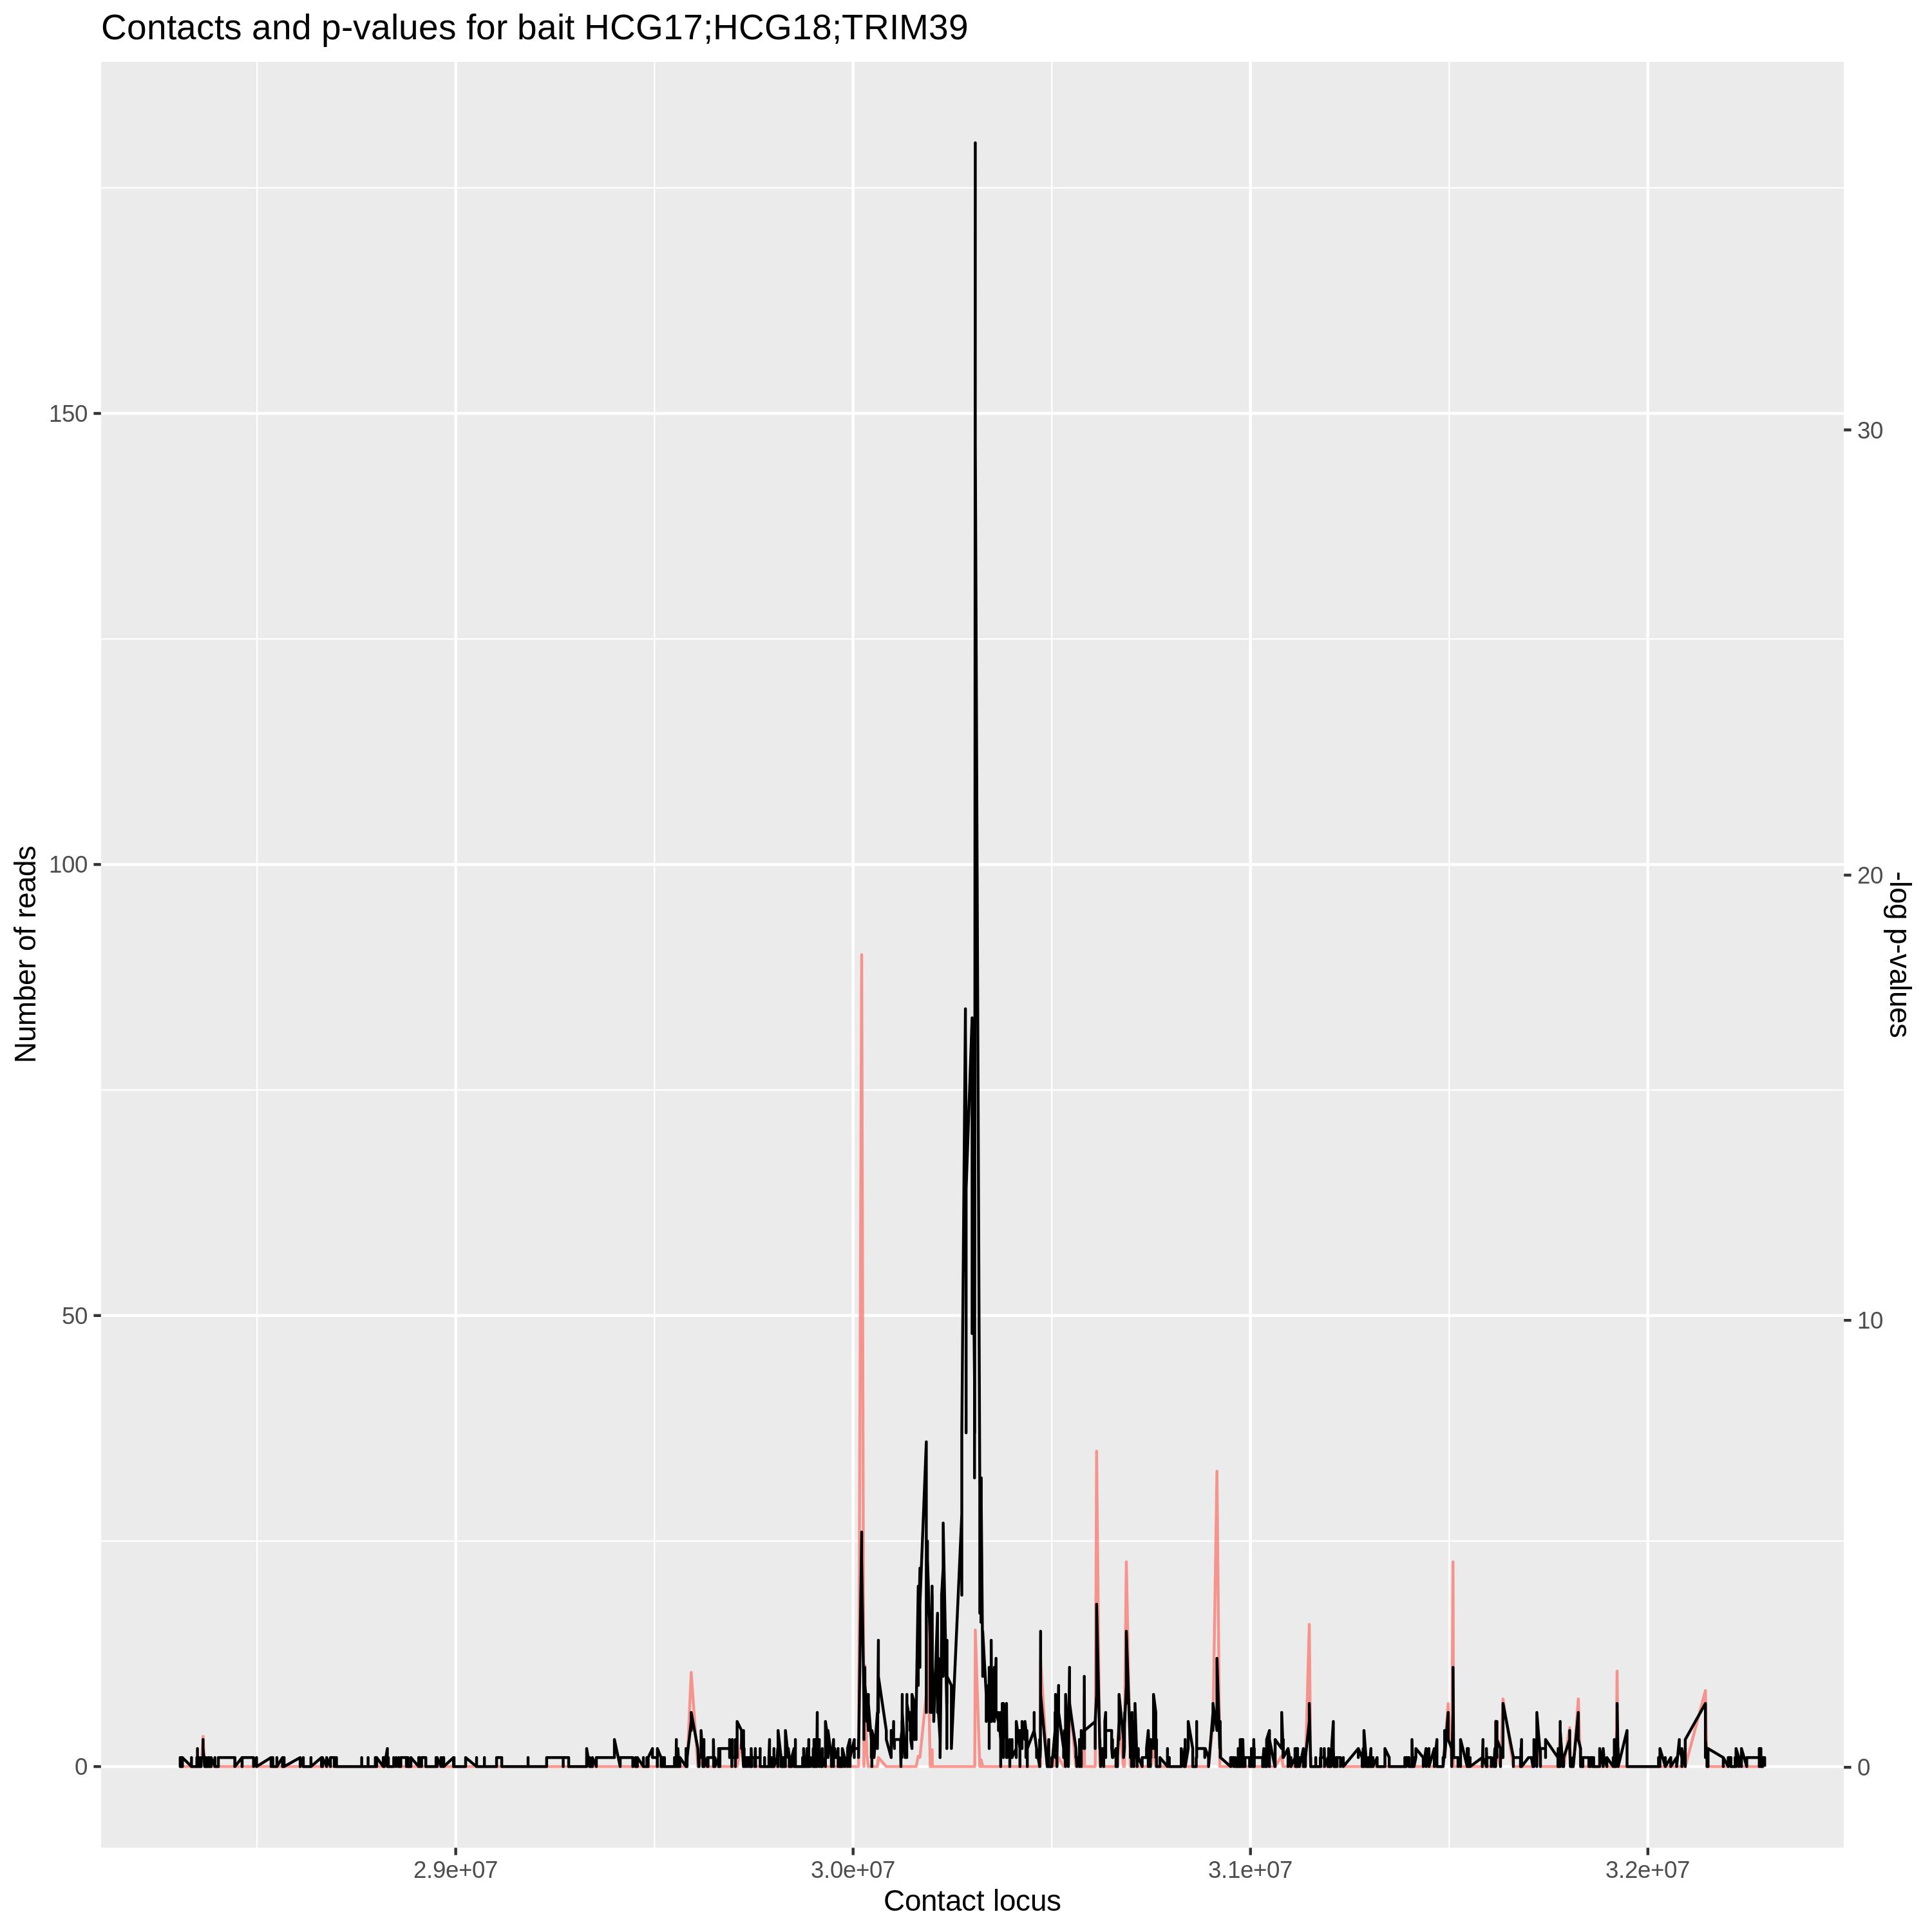 Contacts and p-values for bait HCG17;HCG18;TRIM39
Number of reads
150
100
50
0
30
20
10
0
-log p-values
2.9e+07
3.0e+07
3.1e+07
3.2e+07
Contact locus